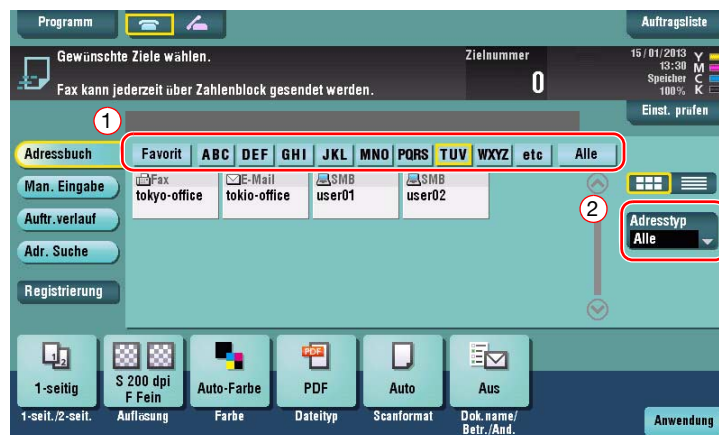 Programm
Auftragsliste
Gewünschte Ziele wählen.
Zielnummer
15/01/2013
13:30
Speicher
100%
Y
M
C
K
Fax kann jederzeit über Zahlenblock gesendet werden.
0
Einst. prüfen
1
Adressbuch
Favorit ABC DEF GHI JKL MNO PQRS TUV WXYZ etc Alle
Man. Eingabe
Fax
tokyo-office
E-Mail
tokio-office
SMB
user01
SMB
user02
2
Auftr.verlauf
Adresstyp
Alle
Adr. Suche
Registrierung
1-seitig
S 200 dpi
F Fein
Auto-Farbe
PDF
PDF
Auto
Aus
1-seit./2-seit.
Auflösung
Farbe
Dateityp
Scanformat
Dok.name/
Betr./And.
Anwendung